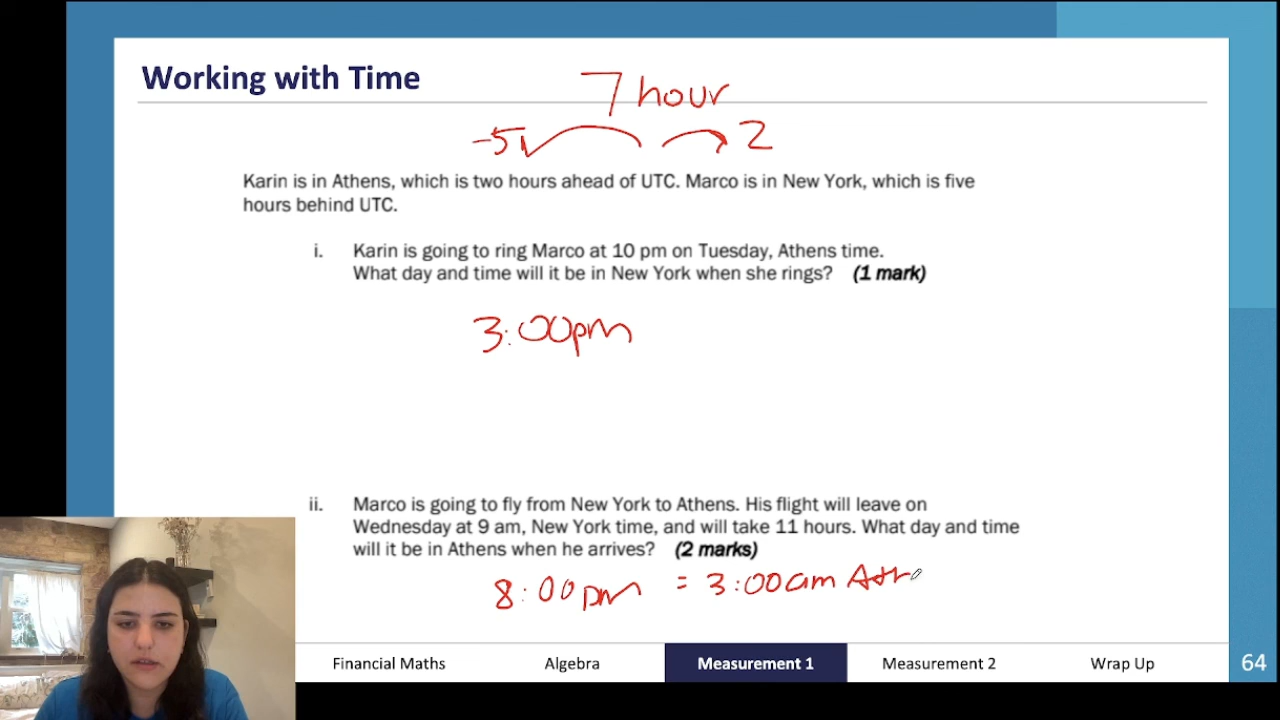 Working with Time
7 hour
-5 2
Karin is in Athens, which is two hours ahead of UTC. Marco is in New York, which is five
hours behind UTC.
i. Karin is going to ring Marco at 10 pm on Tuesday, Athens time.
What day and time will it be in New York when she rings? (1 mark)
3:00pm
ii. Marco is going to fly from New York to Athens. His flight will leave on
Wednesday at 9 am, New York time, and will take 11 hours. What day and time
will it be in Athens when he arrives? (2 marks)
8:00pm = 3:00am
Financial Maths Algebra Measurement 1 Measurement 2 Wrap Up 64